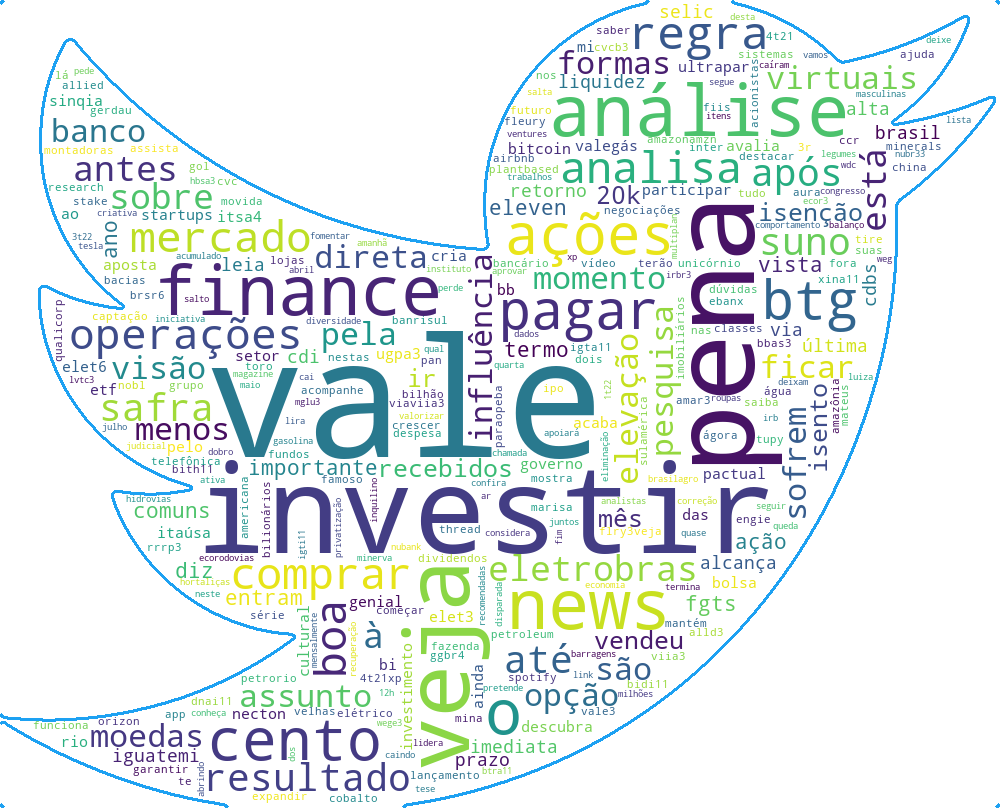 selic
desta
saber
regra
4t21
deixe
mi
cvcb3
sistemas
vamos
ajuda
formas
ultrapar
caíram
nos
liquidez
segue
acionistas
virtuais
masculinas
salto
futuro
análise
fiis
itens
alta
lista
fleury
ventures
amazonamzn
inter
3r
ccr
brasil
bitcoin
valegás
avalia
nubr33
minerals
airbnb
destacar
legumes
wdc
china
plantbased
analisa
após
está
trabalhos
retorno
20k
participar
tudo
aura
congresso
eleven
negociações
ecor3
isenção
comportamento
balanço
lá
pede
allied
sinqia
gerdau
banco
montadoras
assista
antes
gol
research
hbsa3
cvc
stake
sobre
movida
ao
criativa
startups
itsa4
3t22
tesla
ano
mercado
fomentar
amanhã
acumulado
leia
lojas
direta
cria
aposta
abril
instituto
bacias
finance
perde
brsr6
salto
captação
iniciativa
diversidade
banrisul
qualicorp
operações
pela
influência
ações
multiplan
suno
tire
suas
weg
xp
bancário
vídeo
terão
unicórnio
vista
fora
aprovar
momento
irbr3
xina11
cdbs
bb
dúvidas
ebanx
btg
pagar
imobiliários
pena
dados
nas
classes
via
última
quarta
termo
igta11
dois
bbas3
elevação
pesquisa
ficar
elet6
visão
setor
cdi
nestas
ugpa3
qual
toro
pan
lvtc3
magazine
cai
acompanhe
ir
bilhão
etf
nobl
grupo
maio
viaviia3
vale
ipo
1t22
deixam
luiza
água
amazônia
mateus
safra
mglu3
crescer
valorizar
paraopeba
amar3
roupas
saiba
julho
menos
lira
despesa
acaba
sulamérica
irb
judicial
pelo
gasolina
apoiará
ágora
tupy
isento
telefônica
dobro
fundos
chamada
eliminação
sofrem
bitn11
importante
recebidos
governo
pactual
ativa
famoso
confira
mostra
brasilagro
hidrovias
americana
bilionários
privatização
inquilino
investir
ar
marisa
analistas
correção
seguir
comuns
mês
das
engie
itaúsa
thread
considera
fim
juntos
flry3veja
quase
queda
rrrp3
igti11
nubank
ação
ecorodovias
minerva
dividendos
eletrobras
alcança
diz
comprar
recomendadas
disparada
economia
termina
bolsa
hortaliças
neste
entram
genial
veja
elet3
news
fgts
série
boa
começar
mantém
cultural
mensalmente
recuperação
à
petroleum
alld3
vendeu
fazenda
barragens
viia3
ggbr4
até
são
petrorio
bi
investimento
ainda
spotify
link
bidi11
4t21xp
pretende
opção
milhões
dnai11
assunto
12h
vale3
conheça
wege3
o
descubra
funciona
orizon
app
necton
velhas
elétrico
mina
rio
moedas
cento
lidera
imediata
iguatemi
dos
caindo
prazo
garantir
te
abrindo
resultado
lançamento
btra11
expandir
cobalto
tese